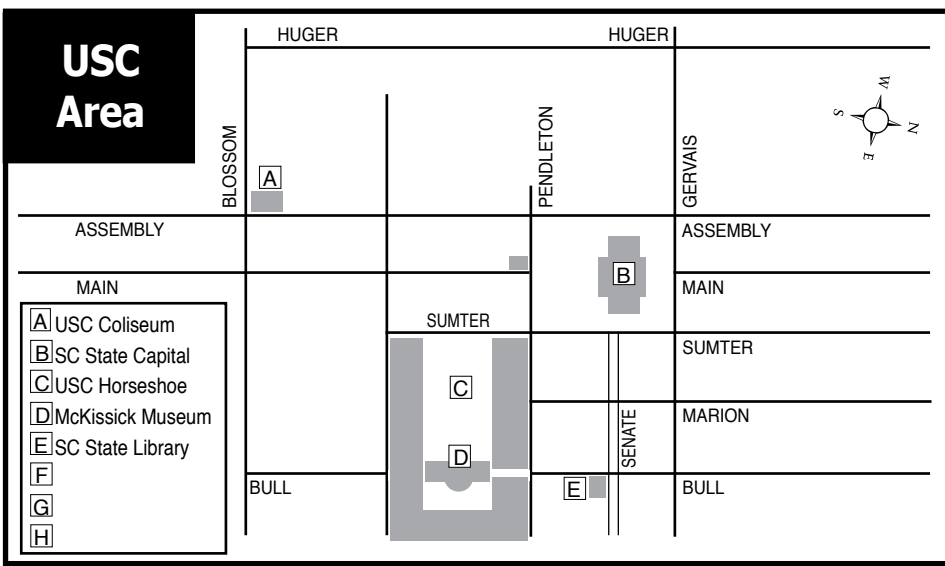 USC
Area
HUGER
HUGER
W
S
N
E
BLOSSOM
PENDLETON
GERVAIS
A
ASSEMBLY
ASSEMBLY
B
MAIN
MAIN
SUMTER
SUMTER
A USC Coliseum
B SC State Capital
C USC Horseshoe
D McKissick Museum
E SC State Library
F
G
H
C
MARION
SENATE
D
BULL
E
BULL